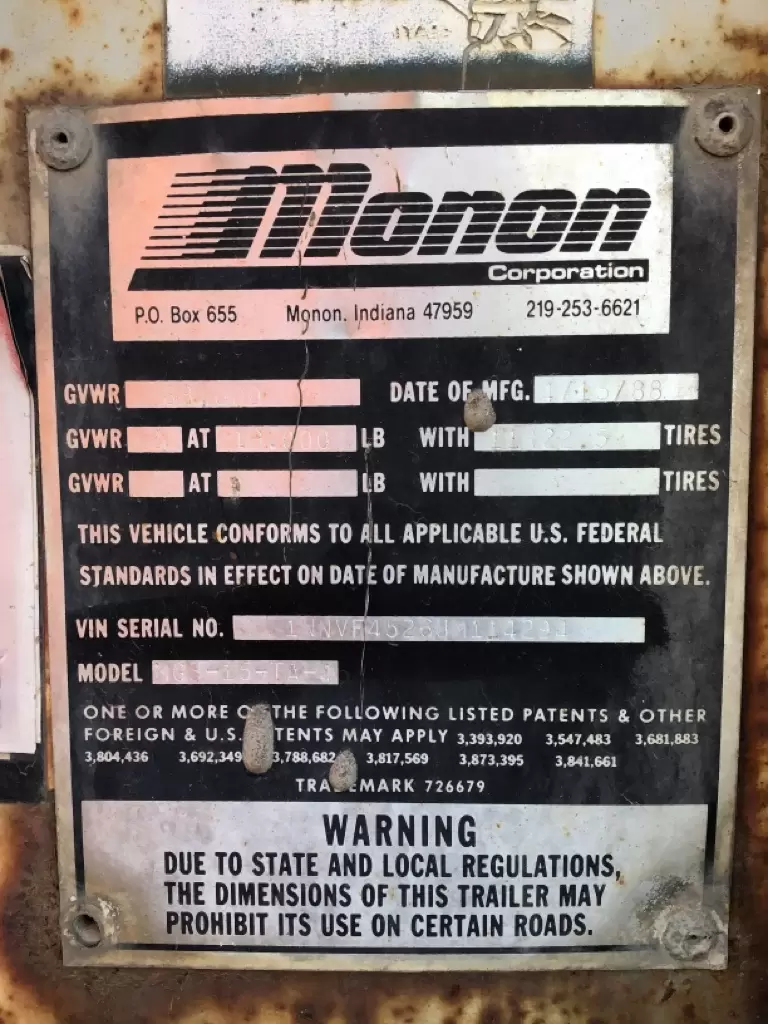 Monon
Corporation
P.O. Box 655 Monon, Indiana 47959 219-253-6621
GVWR DATE OF MFG.
GVWR AT LB WITH TIRES
GVWR AT LB WITH TIRES
THIS VEHICLE CONFORMS TO ALL APPLICABLE U.S. FEDERAL
STANDARDS IN EFFECT ON DATE OF MANUFACTURE SHOWN ABOVE.
VIN SERIAL NO.
MODEL
ONE OR MORE OF THE FOLLOWING LISTED PATENTS & OTHER
FOREIGN & U.S. PATENTS MAY APPLY 3,393,920 3,547,483 3,681,883
3,804,436 3,692,349 3,788,682 3,817,569 3,873,395 3,841,661
TRADEMARK 726679
WARNING
DUE TO STATE AND LOCAL REGULATIONS,
THE DIMENSIONS OF THIS TRAILER MAY
PROHIBIT ITS USE ON CERTAIN ROADS.